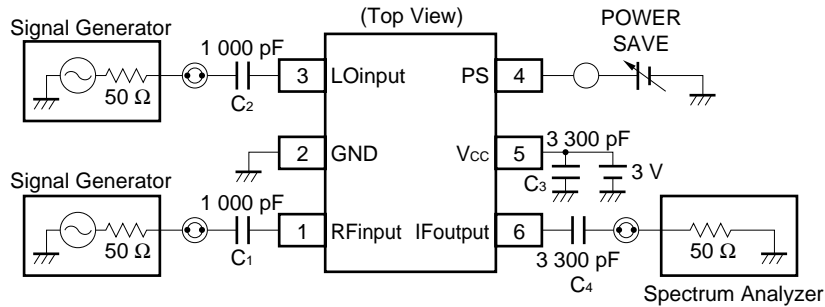 (Top View)
Signal Generator
50 Ω
1 000 pF
C2
3
LOinput
PS
4
POWER
SAVE
2
GND
VCC
5
3 300 pF
C3
3 V
Signal Generator
50 Ω
1 000 pF
C1
1
RFinput
IFoutput
6
3 300 pF
C4
50 Ω
Spectrum Analyzer